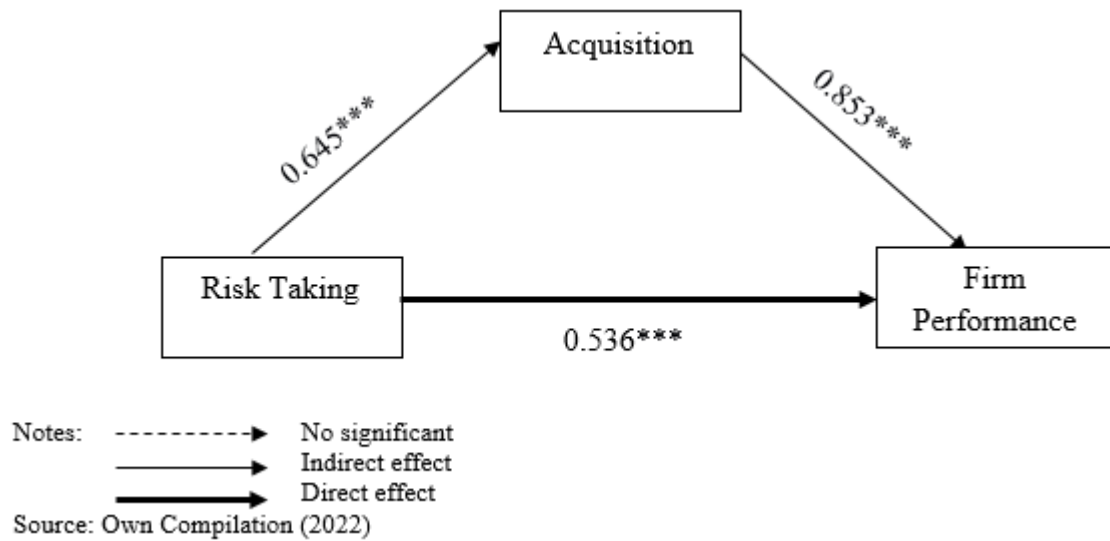 Acquisition
0.645***
0.853***
Risk Taking
Firm
Performance
0.536***
Notes:
No significant
Indirect effect
Direct effect
Source: Own Compilation (2022)